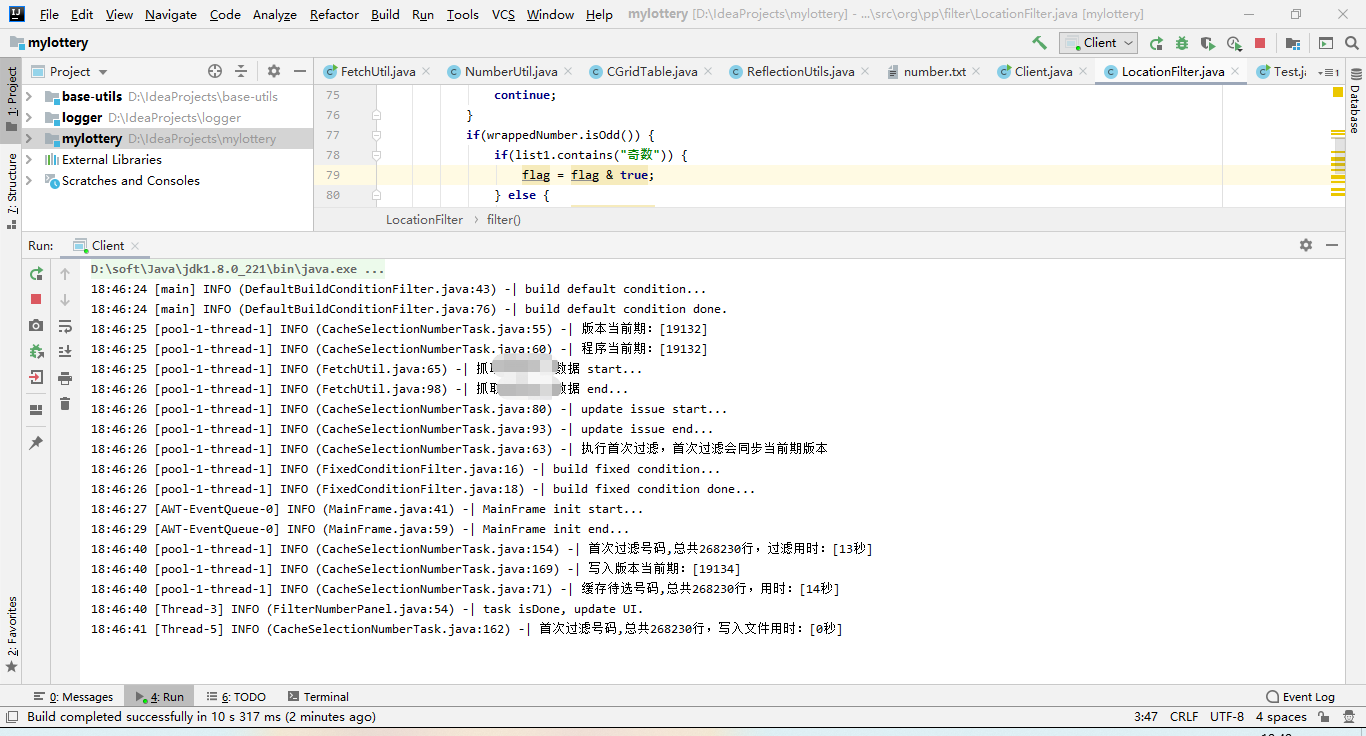 File Edit View Navigate Code Analyze Refactor Build Run Tools VCS Window Help mylottery [D:\IdeaProjects\mylottery] - ...\src\org\pp\filter\LocationFilter.java [mylottery]
mylottery Client
1: Project Project FetchUtil.java NumberUtil.java CGridTable.java ReflectionUtils.java number.txt Client.java LocationFilter.java Test.j Database
base-utils D:\IdeaProjects\base-utils
logger D:\IdeaProjects\logger
mylottery D:\IdeaProjects\mylottery
External Libraries
Scratches and Consoles
7: Structure
75 continue;
76 }
77 if(wrappedNumber.isOdd()) {
78 if(list1.contains("奇数")) {
79 flag = flag & true;
80 } else {
LocationFilter filter()
Run: Client
D:\soft\Java\jdk1.8.0_221\bin\java.exe ...
18:46:24 [main] INFO (DefaultBuildConditionFilter.java:43) -| build default condition...
18:46:24 [main] INFO (DefaultBuildConditionFilter.java:76) -| build default condition done.
18:46:25 [pool-1-thread-1] INFO (CacheSelectionNumberTask.java:55) -| 版本当前期：[19132]
18:46:25 [pool-1-thread-1] INFO (CacheSelectionNumberTask.java:60) -| 程序当前期：[19132]
18:46:25 [pool-1-thread-1] INFO (FetchUtil.java:65) -| 抓取 数据 start...
18:46:26 [pool-1-thread-1] INFO (FetchUtil.java:98) -| 抓取 数据 end...
18:46:26 [pool-1-thread-1] INFO (CacheSelectionNumberTask.java:80) -| update issue start...
18:46:26 [pool-1-thread-1] INFO (CacheSelectionNumberTask.java:93) -| update issue end...
18:46:26 [pool-1-thread-1] INFO (CacheSelectionNumberTask.java:63) -| 执行首次过滤，首次过滤会同步当前期版本
18:46:26 [pool-1-thread-1] INFO (FixedConditionFilter.java:16) -| build fixed condition...
18:46:26 [pool-1-thread-1] INFO (FixedConditionFilter.java:18) -| build fixed condition done...
18:46:27 [AWT-EventQueue-0] INFO (MainFrame.java:41) -| MainFrame init start...
18:46:29 [AWT-EventQueue-0] INFO (MainFrame.java:59) -| MainFrame init end...
18:46:40 [pool-1-thread-1] INFO (CacheSelectionNumberTask.java:154) -| 首次过滤号码,总共268230行，过滤用时：[13秒]
18:46:40 [pool-1-thread-1] INFO (CacheSelectionNumberTask.java:169) -| 写入版本当前期：[19134]
18:46:40 [pool-1-thread-1] INFO (CacheSelectionNumberTask.java:71) -| 缓存待选号码,总共268230行，用时：[14秒]
18:46:40 [Thread-3] INFO (FilterNumberPanel.java:54) -| task isDone, update UI.
18:46:41 [Thread-5] INFO (CacheSelectionNumberTask.java:162) -| 首次过滤号码,总共268230行，写入文件用时：[0秒]
2: Favorites
0: Messages 4: Run 6: TODO Terminal Event Log
Build completed successfully in 10 s 317 ms (2 minutes ago) 3:47 CRLF UTF-8 4 spaces